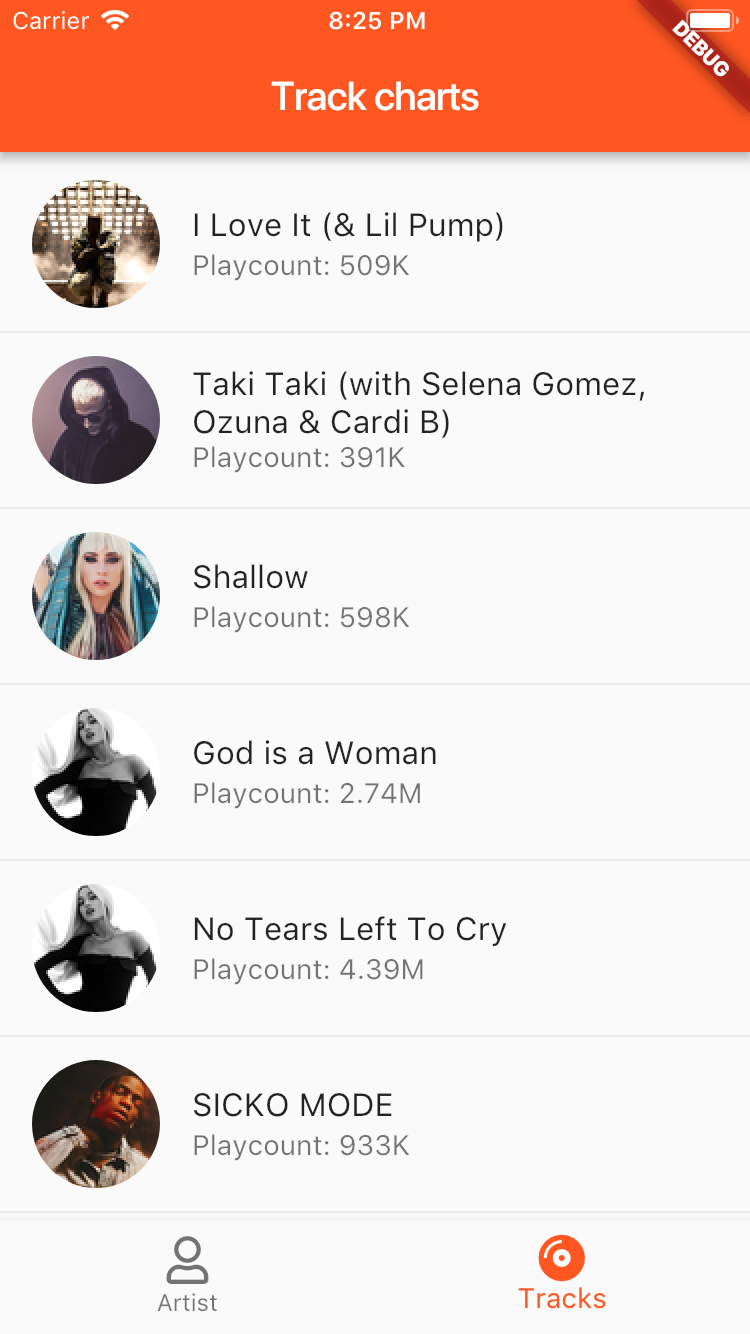 Carrier 8:25 PM
DEBUG
Track charts
I Love It (& Lil Pump)
Playcount: 509K
Taki Taki (with Selena Gomez,
Ozuna & Cardi B)
Playcount: 391K
Shallow
Playcount: 598K
God is a Woman
Playcount: 2.74M
No Tears Left To Cry
Playcount: 4.39M
SICKO MODE
Playcount: 933K
Artist
Tracks